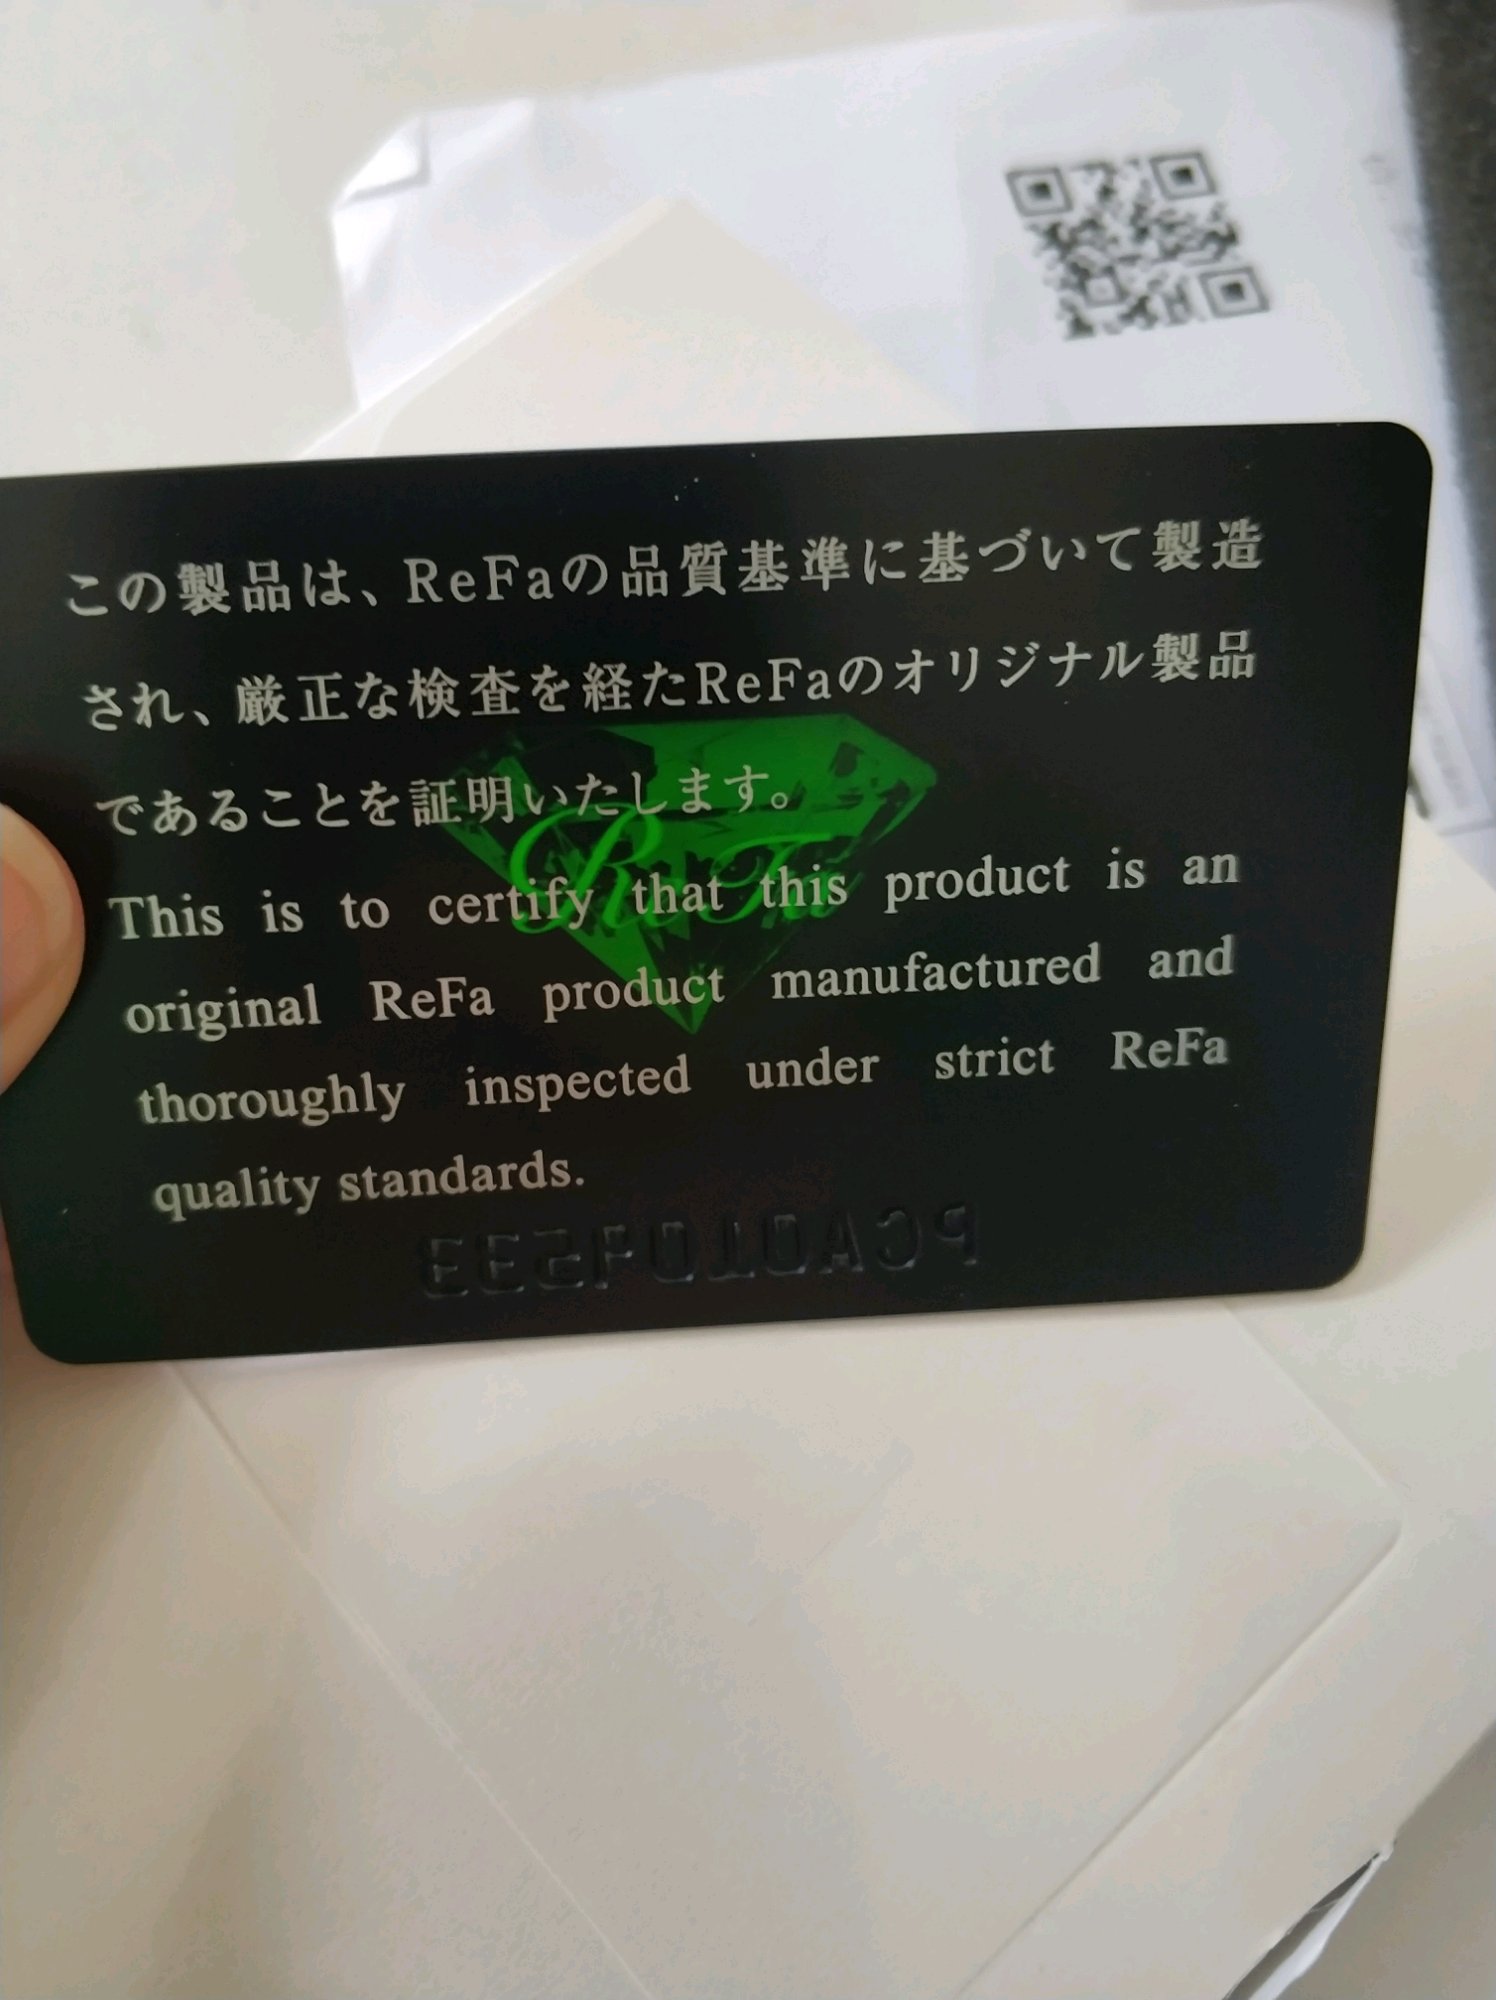 この製品は、ReFaの品質基準に基づいて製造
され、厳正な検査を経たReFaのオリジナル製品
であることを証明いたします。
ReFa
This is to certify that this product is an
original ReFa product manufactured and
thoroughly inspected under strict ReFa
quality standards.